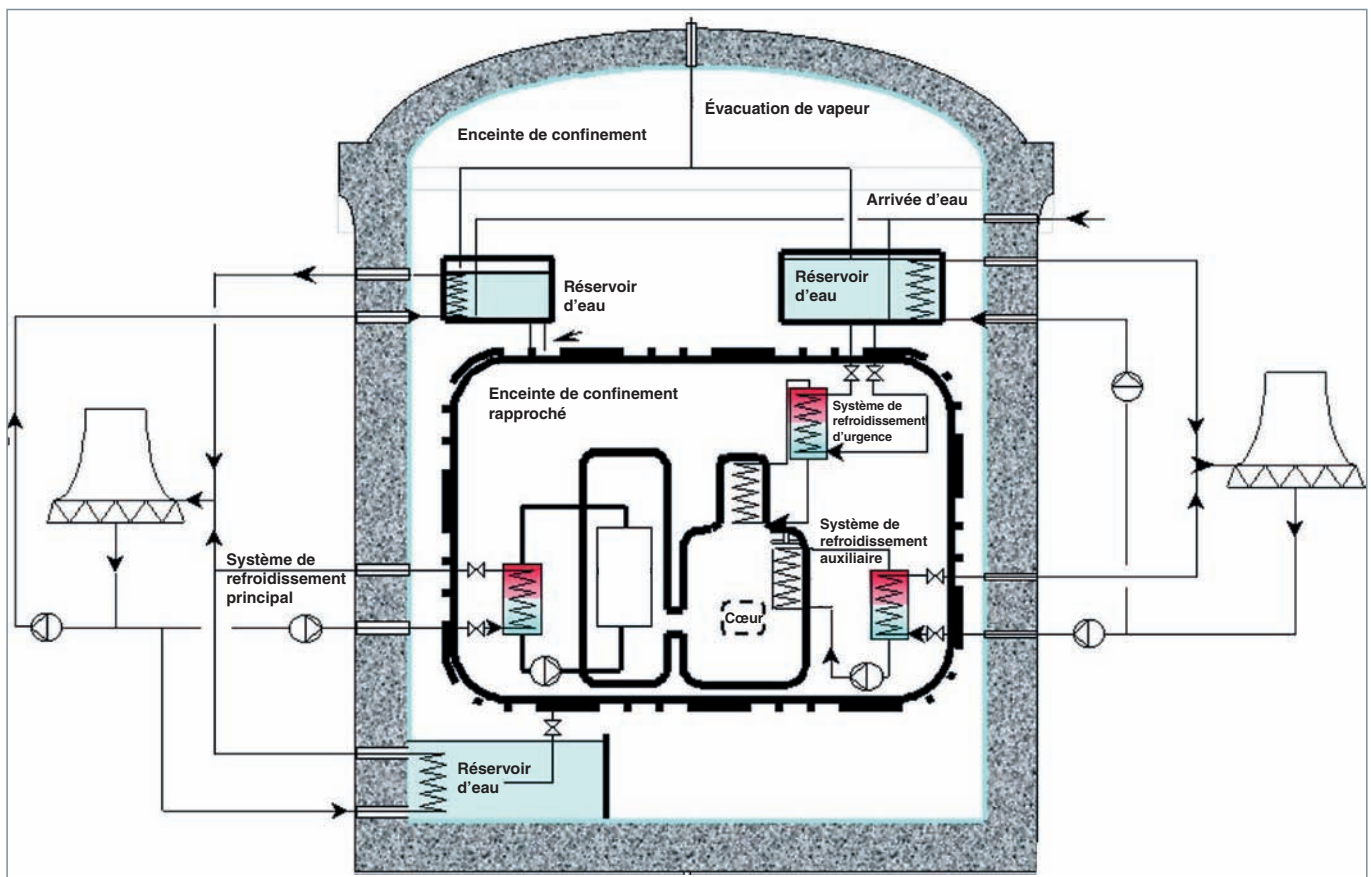 Évacuation de vapeur
Enceinte de confinement
Arrivée d'eau
Réservoir
d'eau
Réservoir
d'eau
Enceinte de confinement
rapproché
Système de
refroidissement
d'urgence
Système de
refroidissement
auxiliaire
Système de
refroidissement
principal
Cœur
Réservoir
d'eau